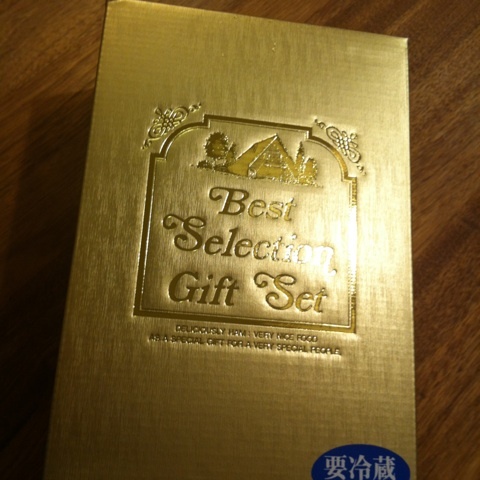 Best
Selection
Gift Set
DELICIOUSLY HAM. VERY NICE FOOD
AS A SPECIAL GIFT FOR A VERY SPECIAL PEOPLE.
要冷蔵